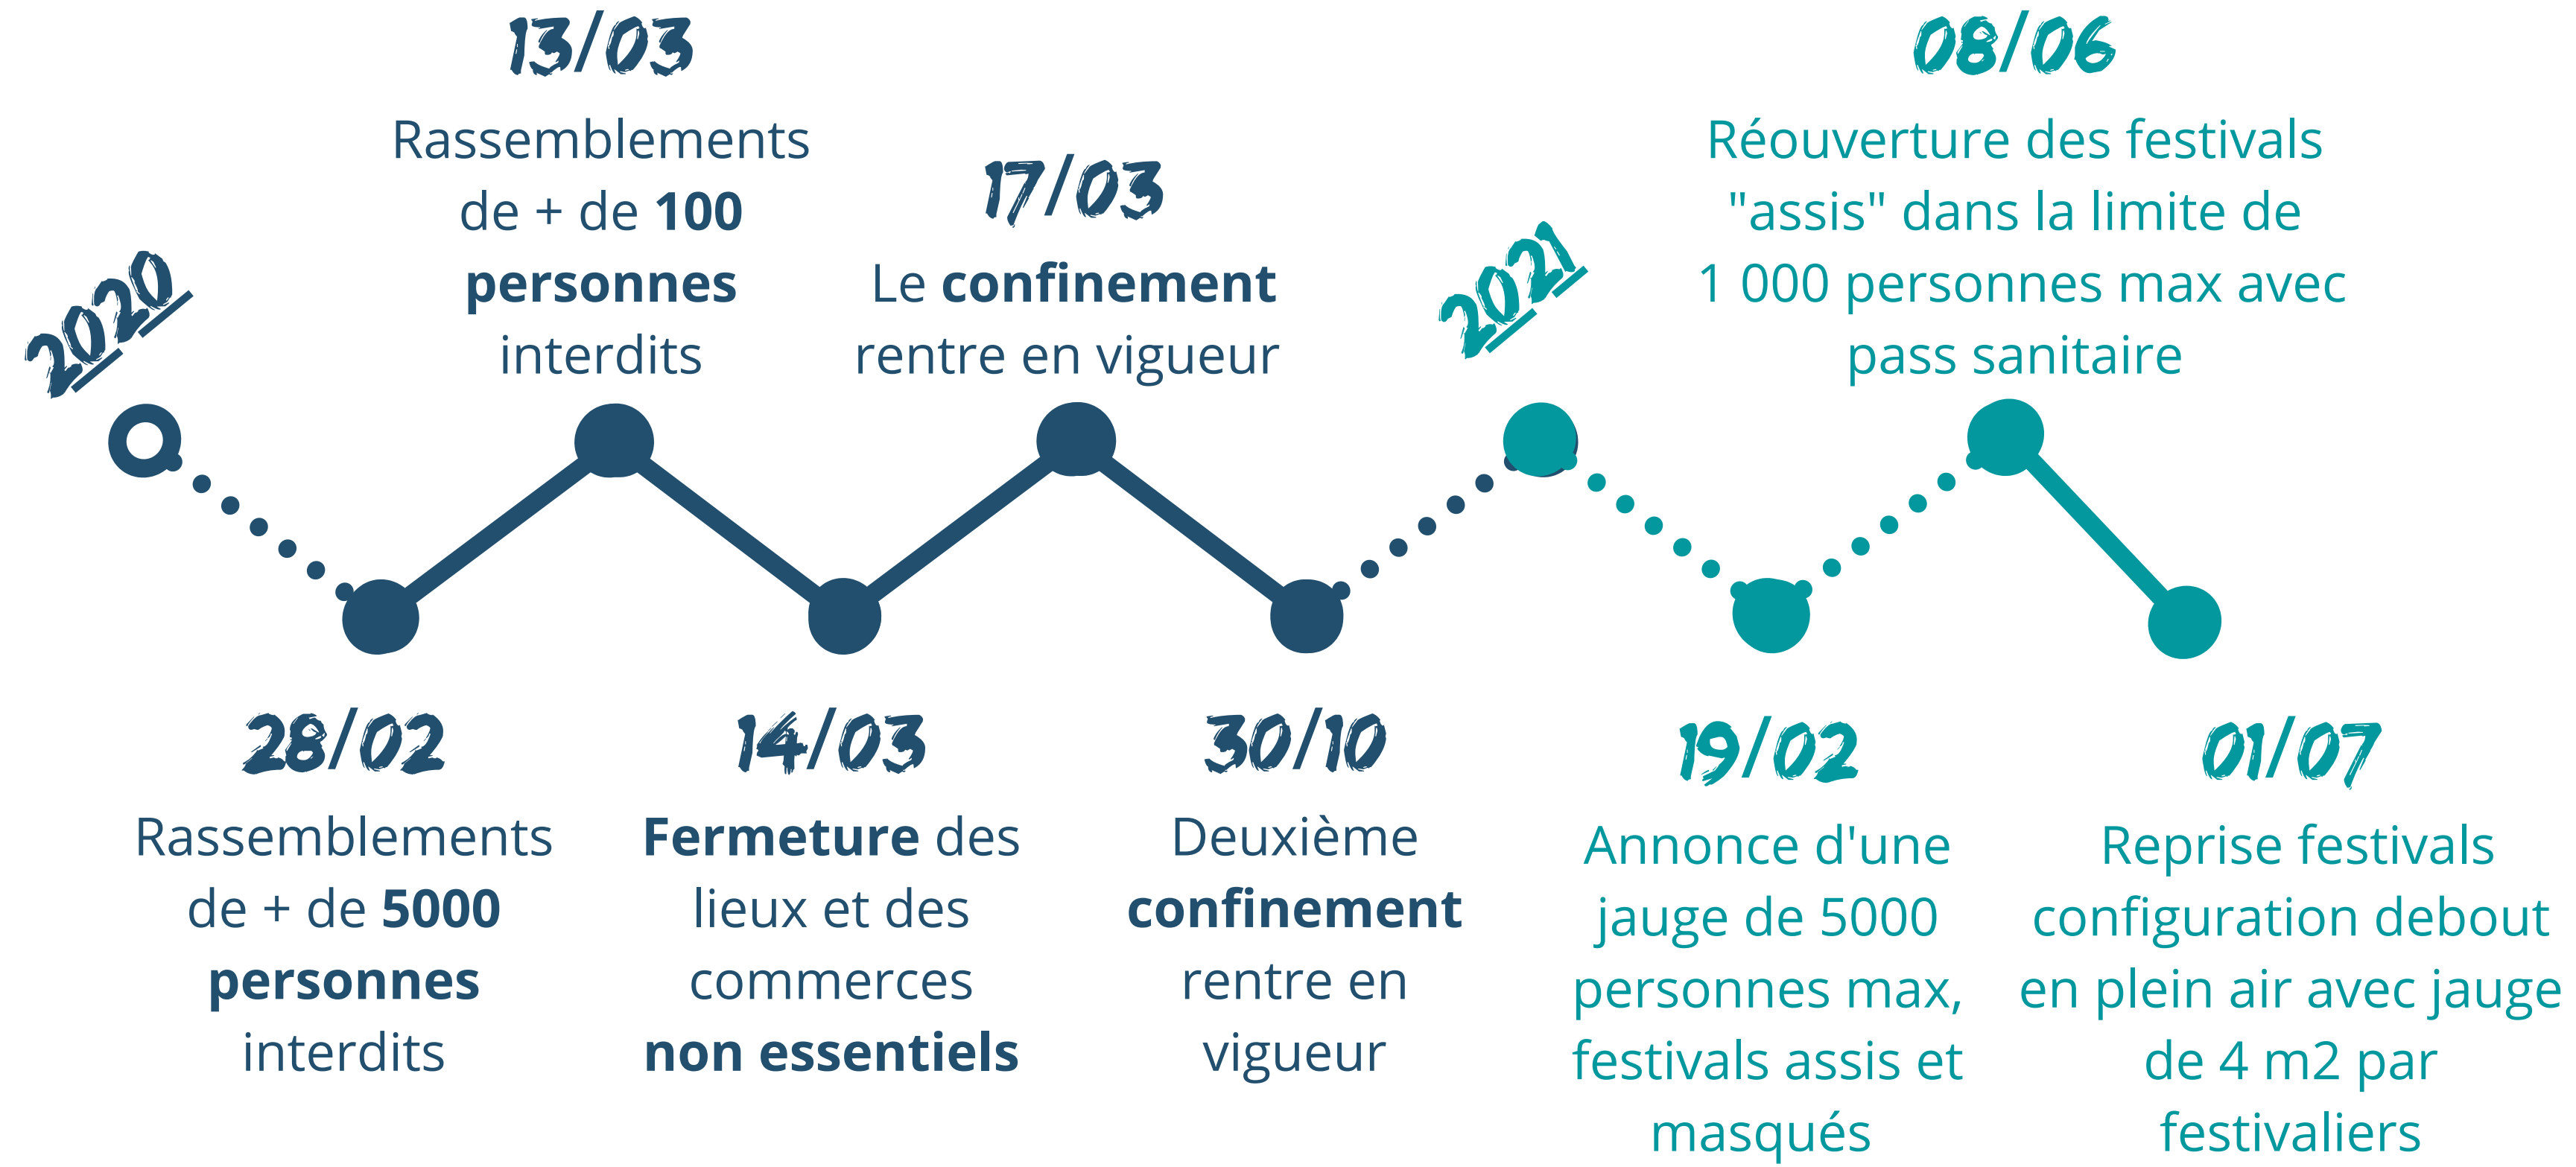 2020
28/02
Rassemblements
de + de 5000
personnes
interdits
13/03
Rassemblements
de + de 100
personnes
interdits
14/03
Fermeture des
lieux et des
commerces
non essentiels
17/03
Le confinement
rentre en vigueur
30/10
Deuxième
confinement
rentre en
vigueur
2021
19/02
Annonce d'une
jauge de 5000
personnes max,
festivals assis et
masqués
08/06
Réouverture des festivals
"assis" dans la limite de
1 000 personnes max avec
pass sanitaire
01/07
Reprise festivals
configuration debout
en plein air avec jauge
de 4 m2 par
festivaliers